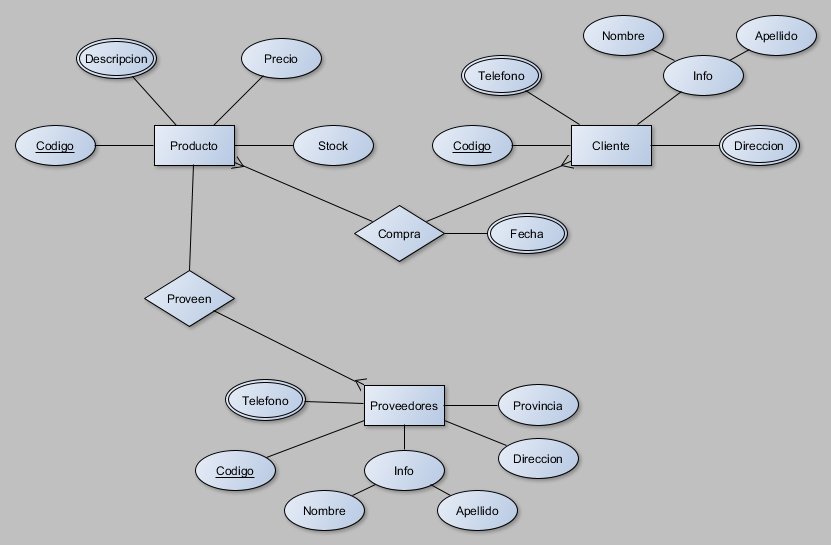 Nombre
Apellido
Descripcion
Precio
Telefono
Info
Codigo
Producto
Stock
Codigo
Cliente
Direccion
Compra
Fecha
Proveen
Telefono
Proveedores
Provincia
Codigo
Info
Direccion
Nombre
Apellido